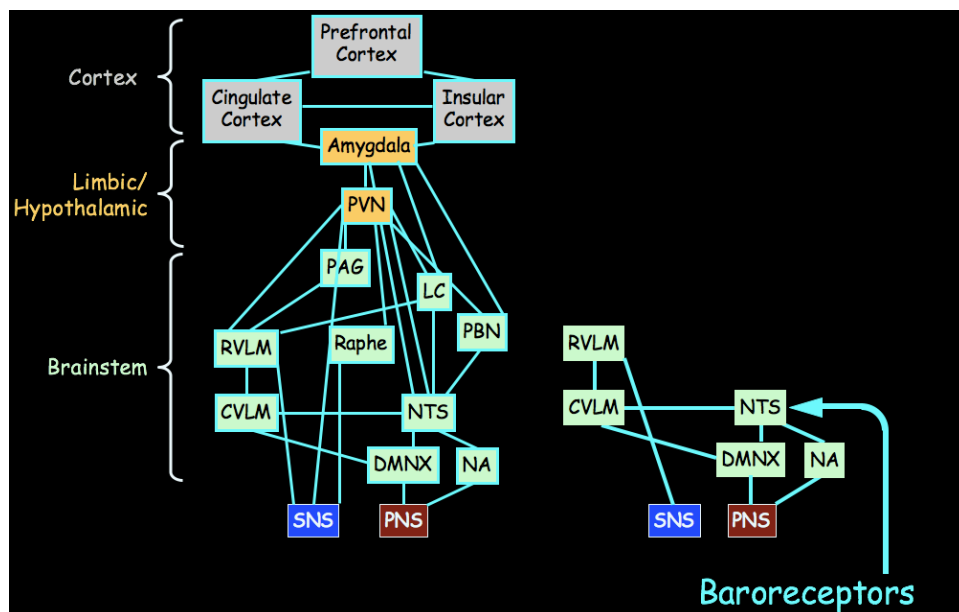 Prefrontal
Cortex
Cortex
Cingulate
Cortex
Insular
Cortex
Amygdala
Limbic/
Hypothalamic
PVN
PAG
LC
RVLM
Raphe
PBN
Brainstem
CVLM
NTS
DMNX
NA
SNS
PNS
RVLM
CVLM
NTS
DMNX
NA
SNS
PNS
Baroreceptors